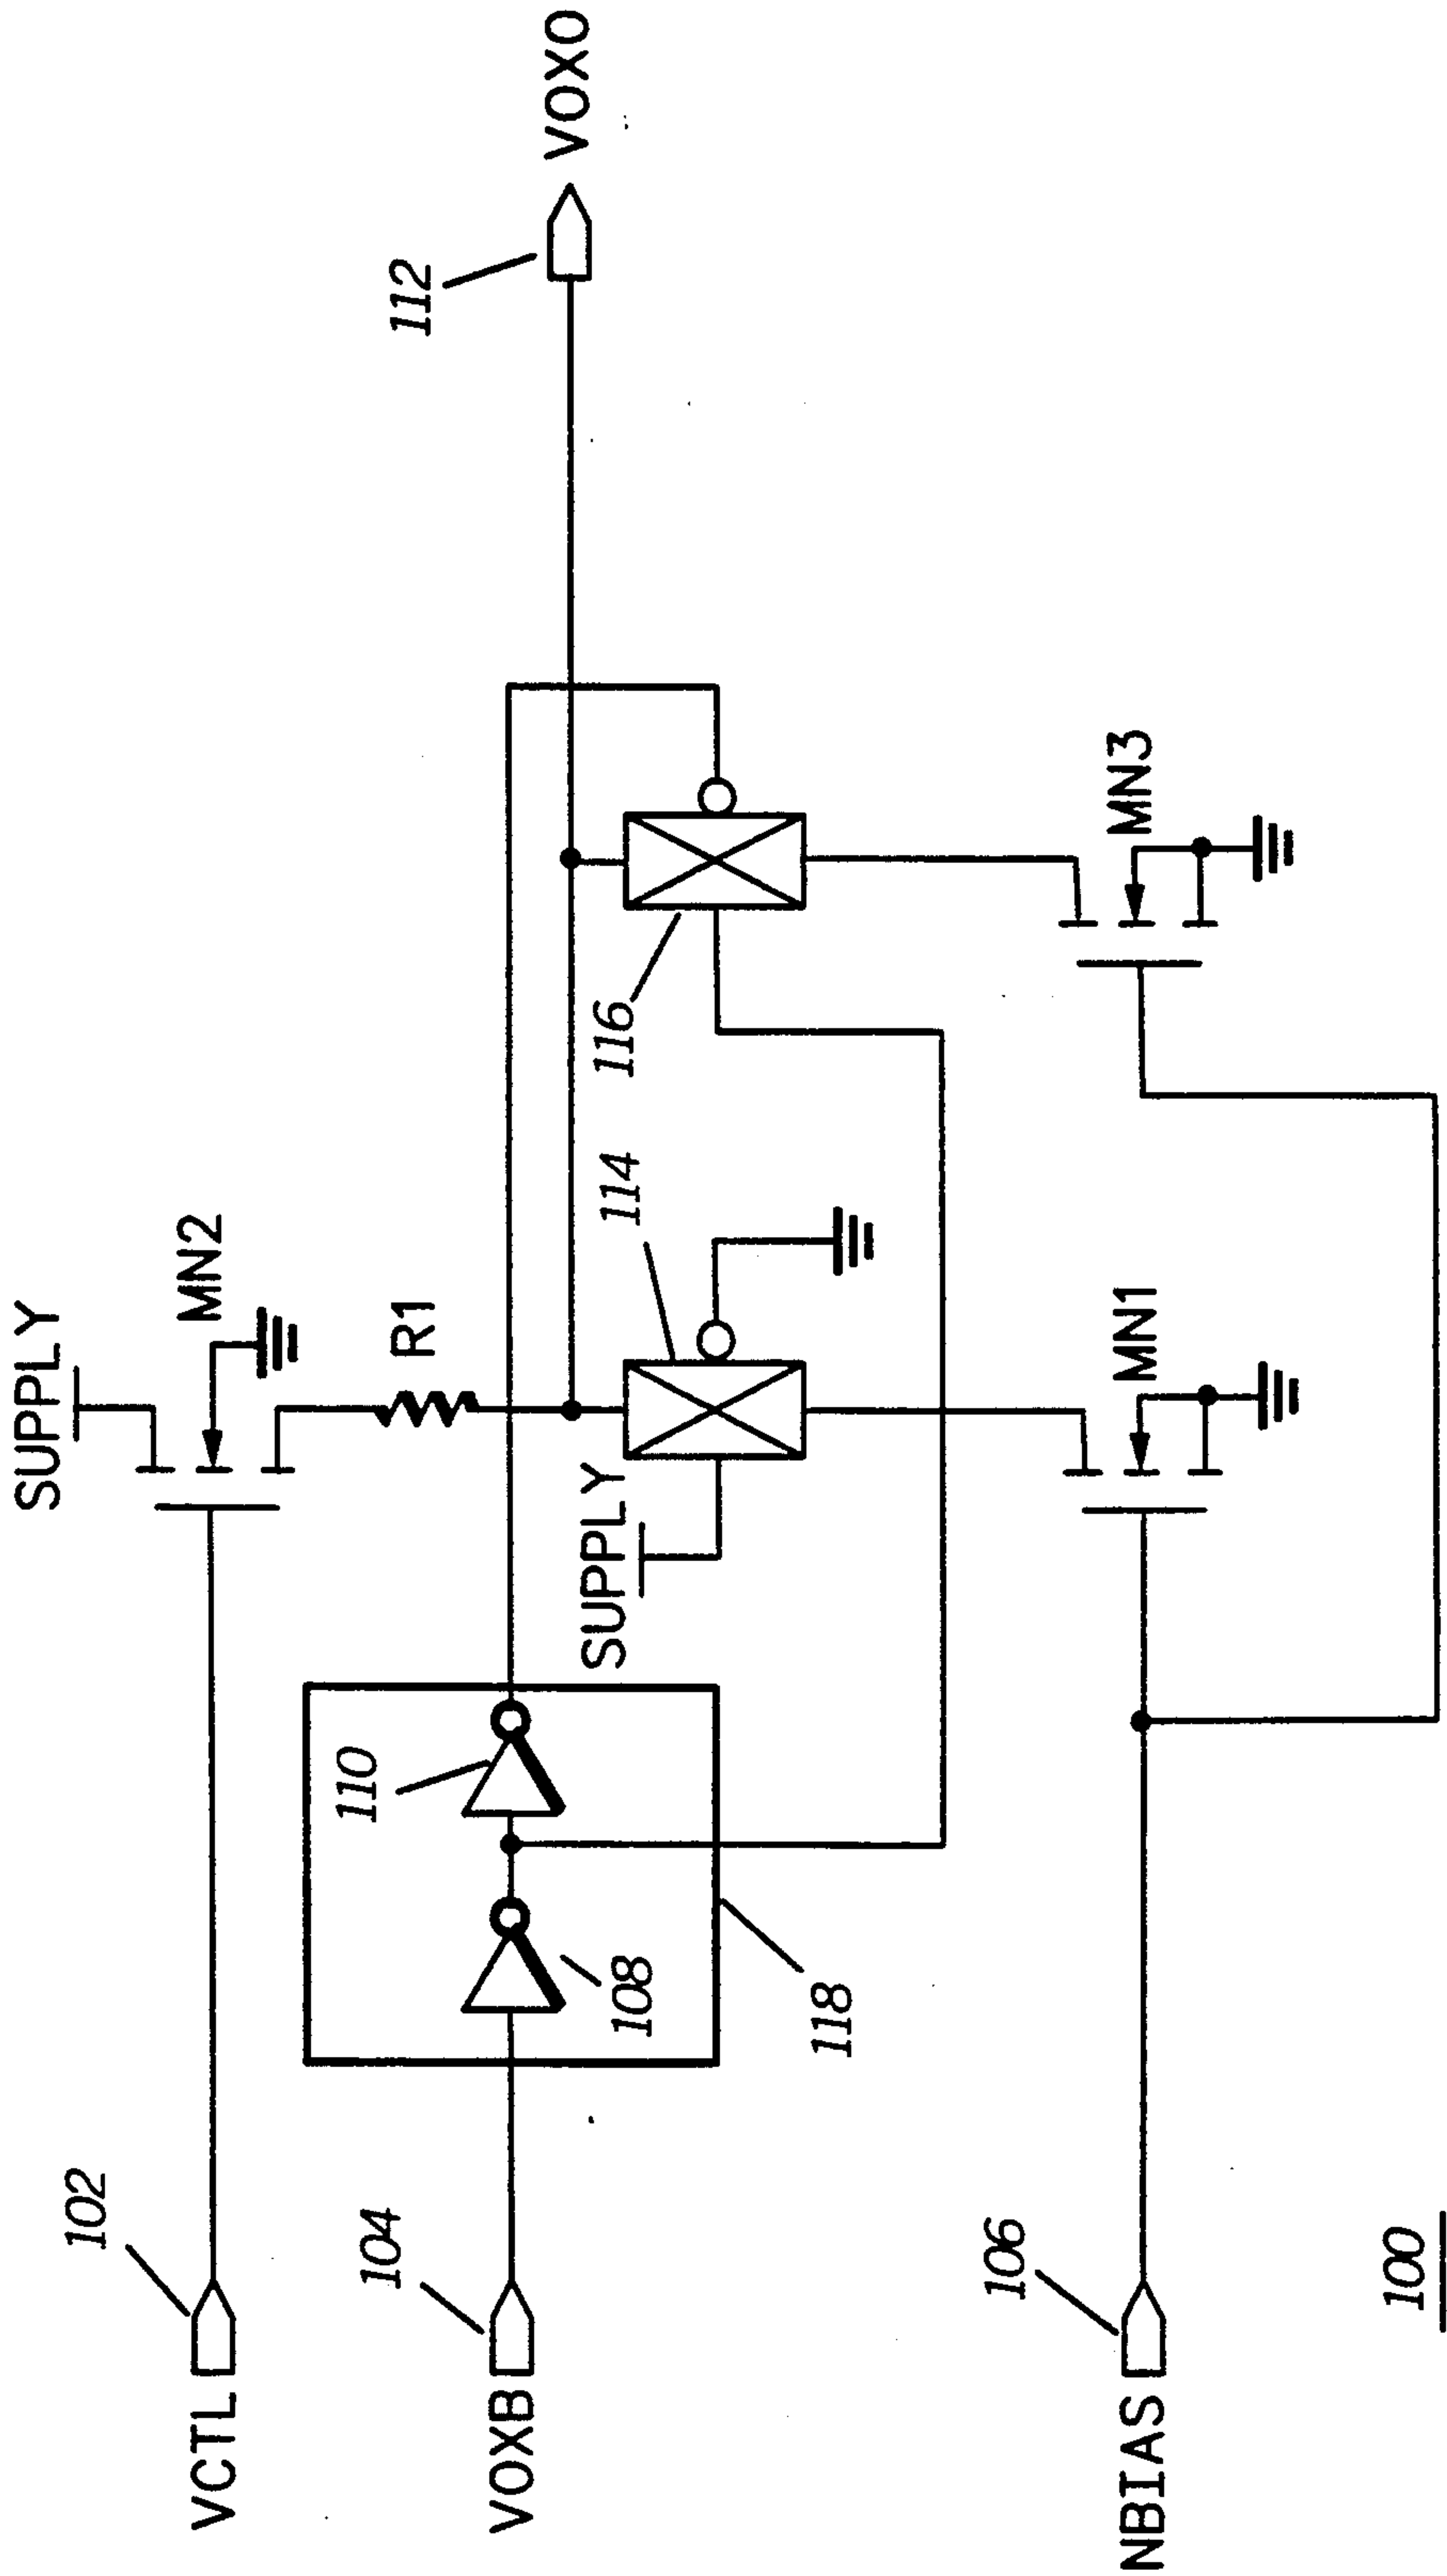 SUPPLY
MN2
102
VCTL
R1
112
VOXO
110
104
VOXB
108
SUPPLY
114
116
118
MN1
MN3
106
NBIAS
100